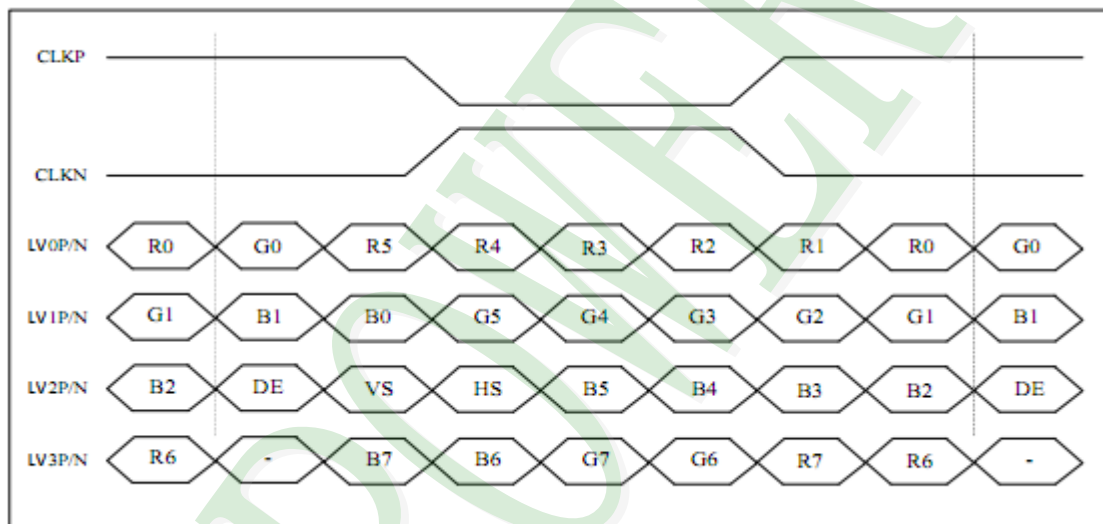 CLKP
CLKN
LV0P/N R0 G0 R5 R4 R3 R2 R1 R0 G0
LV1P/N G1 B1 B0 G5 G4 G3 G2 G1 B1
LV2P/N B2 DE VS HS B5 B4 B3 B2 DE
LV3P/N R6 - B7 B6 G7 G6 R7 R6 -